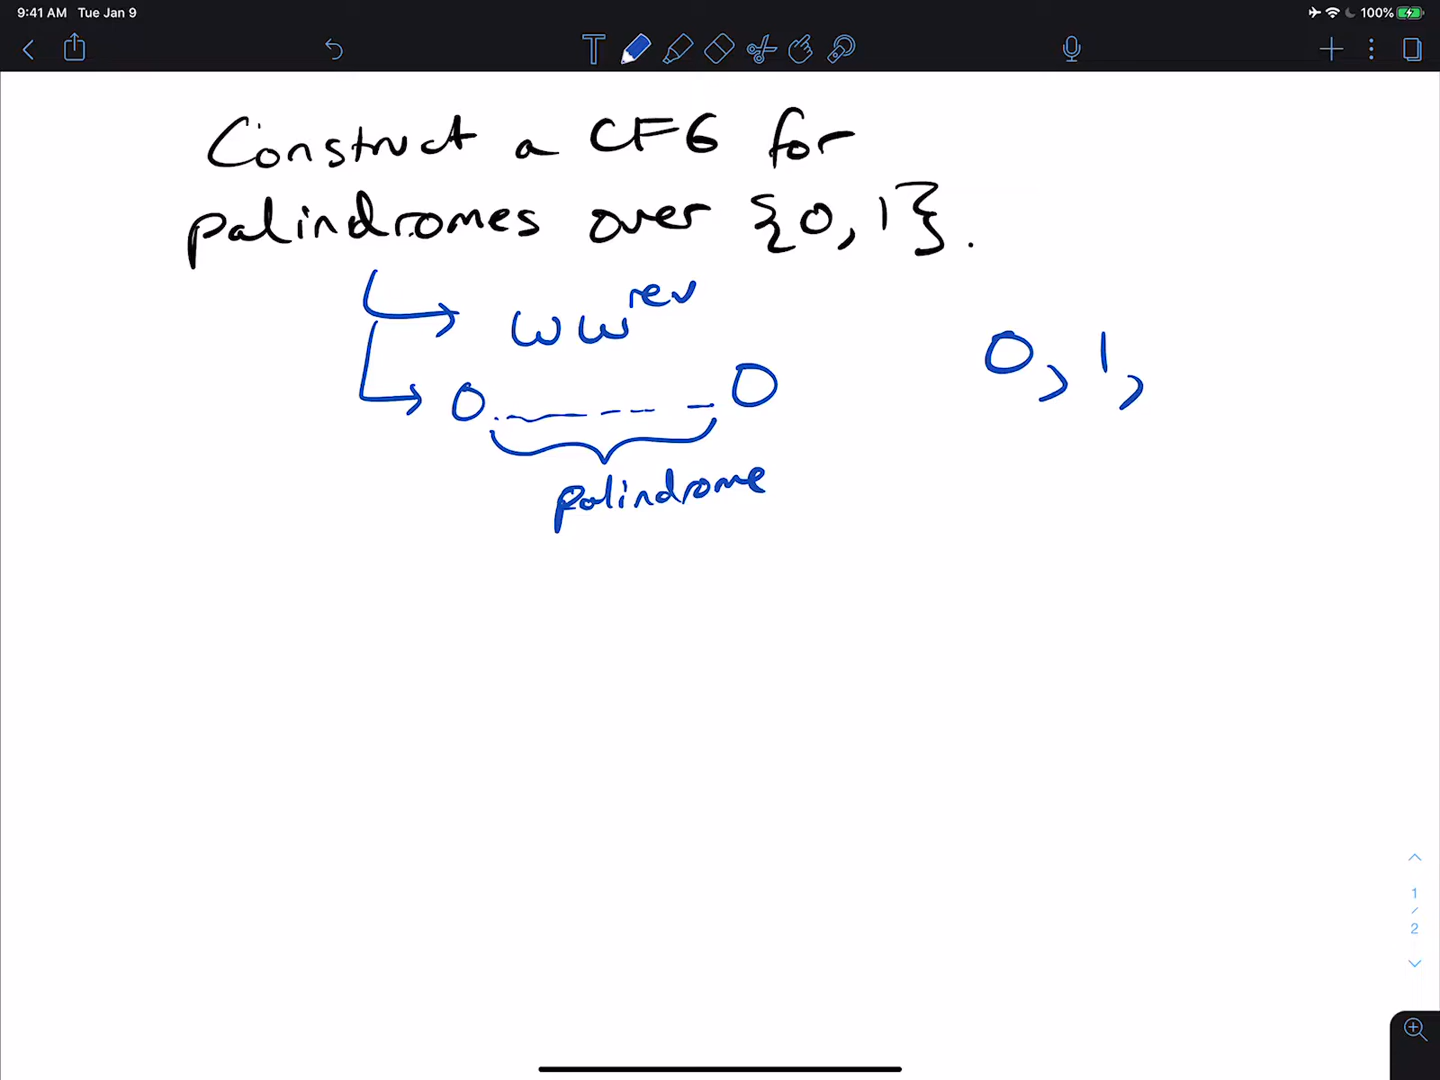 9:41 AM Tue Jan 9
100%
T
Construct a CFG for
palindromes over {0, 1}.
ww^rev
0, 1,
0 _ _ _ _ 0
palindrome
1
/
2